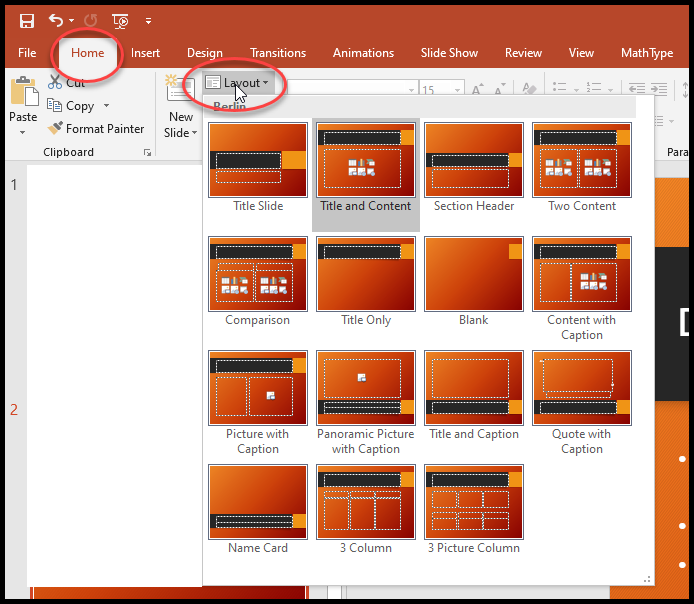 File Home Insert Design Transitions Animations Slide Show Review View MathType
Cut
Copy
Format Painter
Paste
Clipboard
New
Slide
Layout
15
A A
Para
Berlin
Title Slide Title and Content Section Header Two Content
Comparison Title Only Blank Content with
Caption
Picture with Panoramic Picture Title and Caption Quote with
Caption with Caption Caption
Name Card 3 Column 3 Picture Column
1
2
D